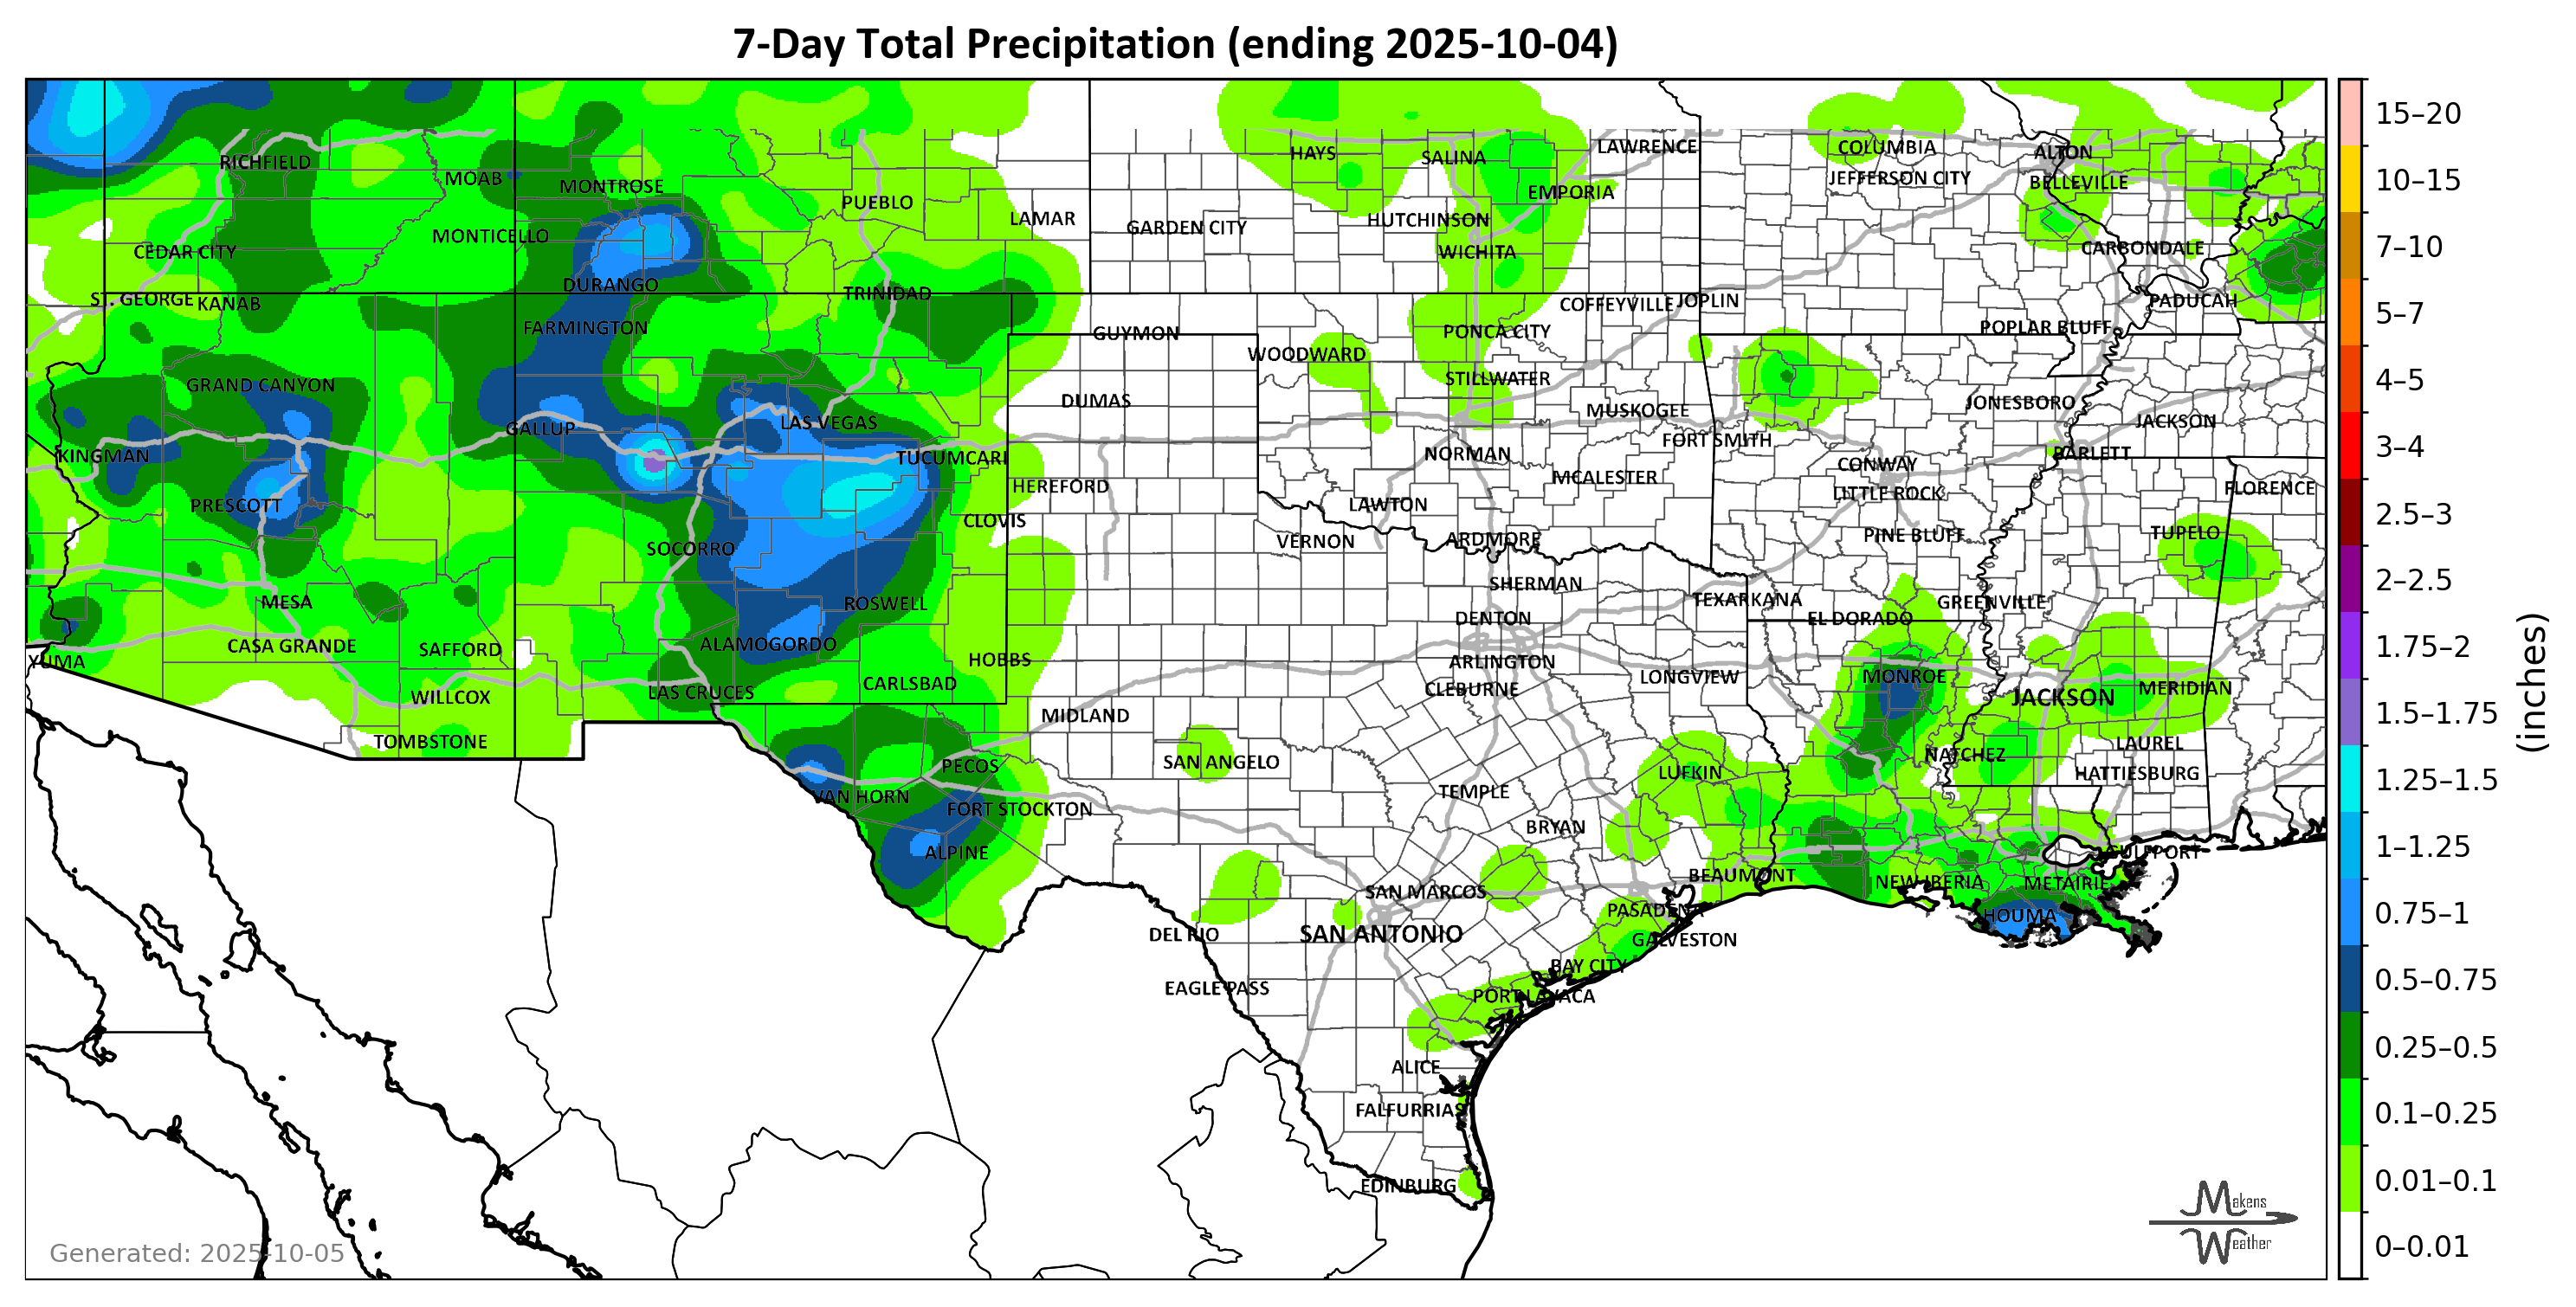 7-Day Total Precipitation (ending 2025-10-04)
RICHFIELD
MOAB
MONTROSE
PUEBLO
LAMAR
HAYS
SALINA
LAWRENCE
COLUMBIA
ALTON
JEFFERSON CITY
BELLEVILLE
EMPORIA
GARDEN CITY
HUTCHINSON
WICHITA
CEDAR CITY
MONTICELLO
CARBONDALE
DURANGO
TRINIDAD
ST. GEORGE
KANAB
COFFEYVILLE
JOPLIN
PADUCAH
FARMINGTON
GUYMON
PONCA CITY
POPLAR BLUFF
WOODWARD
GRAND CANYON
STILLWATER
DUMAS
MUSKOGEE
JONESBORO
JACKSON
GALLUP
LAS VEGAS
FORT SMITH
KINGMAN
TUCUMCARI
NORMAN
BARLETT
CONWAY
MCALESTER
HEREFORD
LITTLE ROCK
FLORENCE
PRESCOTT
LAWTON
CLOVIS
SOCORRO
VERNON
ARDMORE
PINE BLUFF
TUPELO
SHERMAN
MESA
ROSWELL
TEXARKANA
GREENVILLE
DENTON
EL DORADO
CASA GRANDE
SAFFORD
ALAMOGORDO
YUMA
HOBBS
ARLINGTON
LONGVIEW
MONROE
CARLSBAD
CLEBURNE
LAS CRUCES
WILLCOX
JACKSON
MERIDIAN
MIDLAND
TOMBSTONE
LAUREL
NATCHEZ
PECOS
SAN ANGELO
LUFKIN
HATTIESBURG
VAN HORN
FORT STOCKTON
TEMPLE
BRYAN
ALPINE
GULFPORT
BEAUMONT
NEW IBERIA
METAIRIE
SAN MARCOS
PASADENA
HOUMA
DEL RIO
SAN ANTONIO
GALVESTON
BAY CITY
EAGLE PASS
PORT LAVACA
ALICE
FALFURRIAS
EDINBURG
Generated: 2025-10-05
Makens
Weather
15–20
10–15
7–10
5–7
4–5
3–4
2.5–3
2–2.5
1.75–2
1.5–1.75
1.25–1.5
1–1.25
0.75–1
0.5–0.75
0.25–0.5
0.1–0.25
0.01–0.1
0–0.01
(inches)